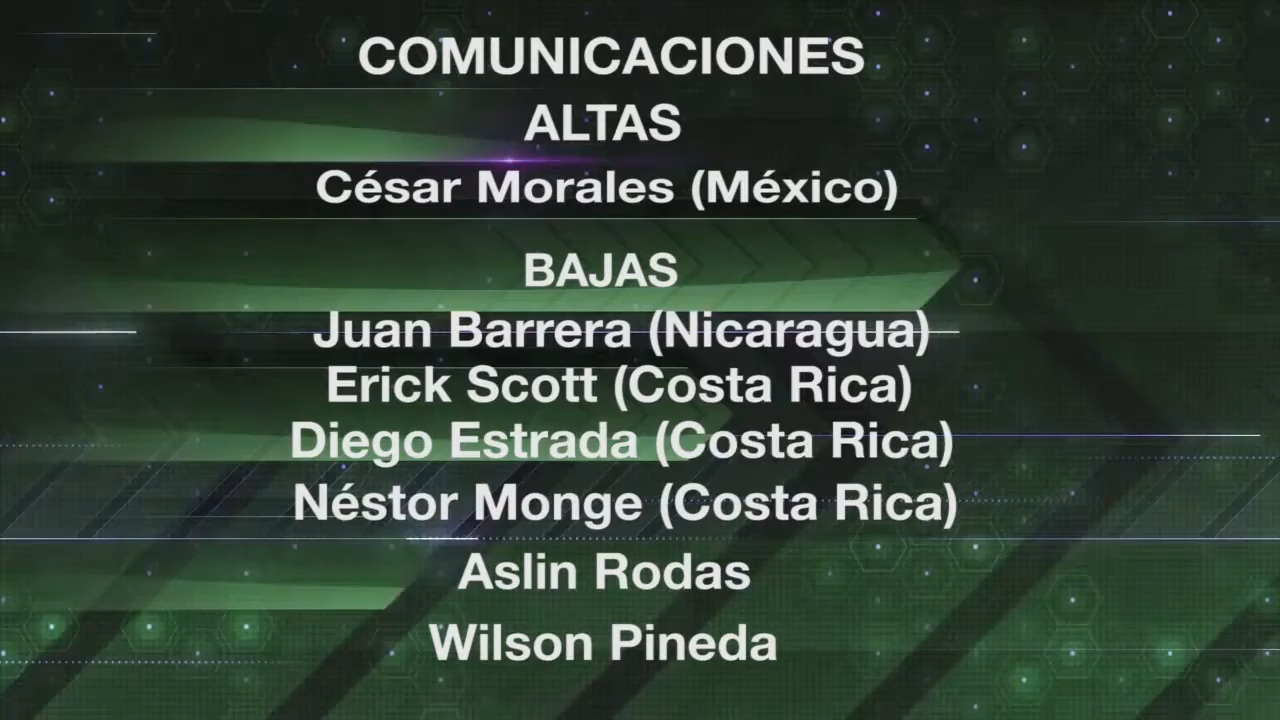 COMUNICACIONES
ALTAS
César Morales (México)
BAJAS
Juan Barrera (Nicaragua)
Erick Scott (Costa Rica)
Diego Estrada (Costa Rica)
Néstor Monge (Costa Rica)
Aslin Rodas
Wilson Pineda